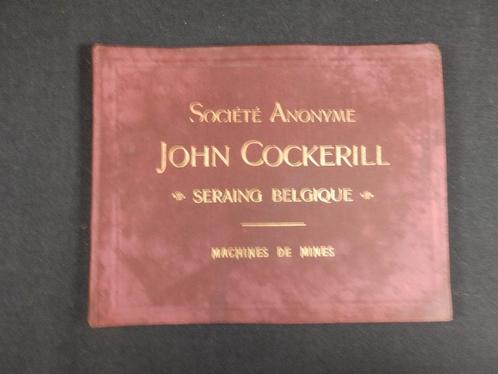 Société Anonyme
John Cockerill
Seraing Belgique
Machines de Mines